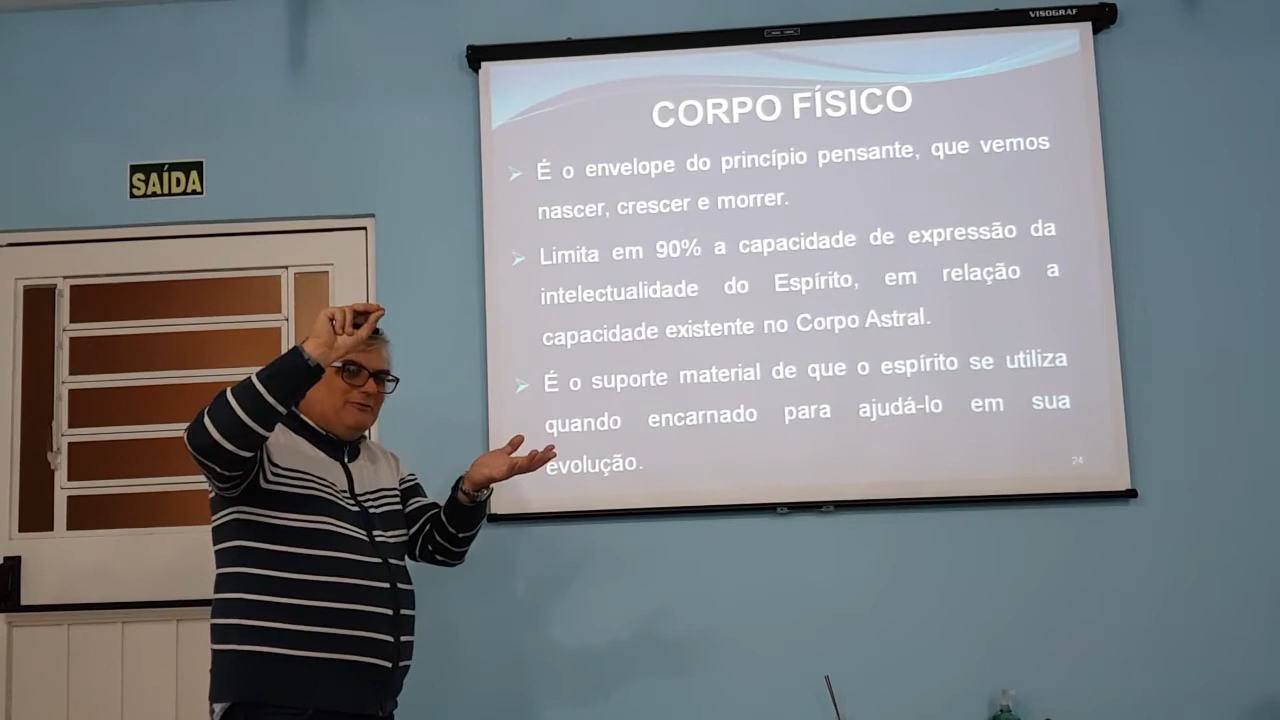 VISOGRAF
CORPO FÍSICO
É o envelope do princípio pensante, que vemos
nascer, crescer e morrer.
SAÍDA
Limita em 90% a capacidade de expressão da
intelectualidade do Espírito, em relação a
capacidade existente no Corpo Astral.
É o suporte material de que o espírito se utiliza
quando encarnado para ajudá-lo em sua
evolução.
24